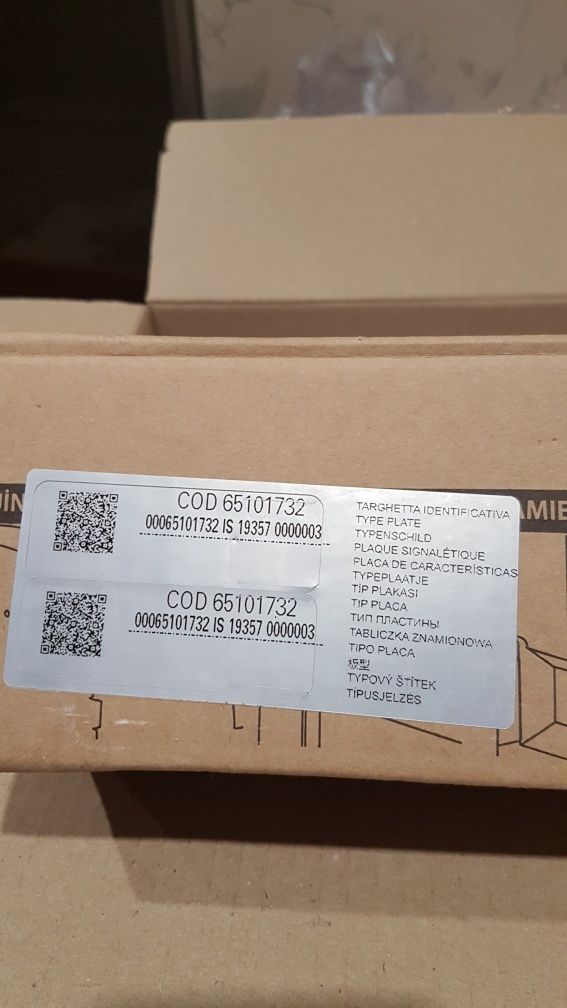 COD 65101732
00065101732 IS 19357 0000003
COD 65101732
00065101732 IS 19357 0000003
TARGHETTA IDENTIFICATIVA
TYPE PLATE
TYPENSCHILD
PLAQUE SIGNALÉTIQUE
PLACA DE CARACTERÍSTICAS
TYPEPLAATJE
TİP PLAKASI
TIP PLACA
ТИП ПЛАСТИНЫ
TABLICZKA ZNAMIONOWA
TIPO PLACA
板型
TYPOVÝ ŠTÍTEK
TÍPUSJELZÉS